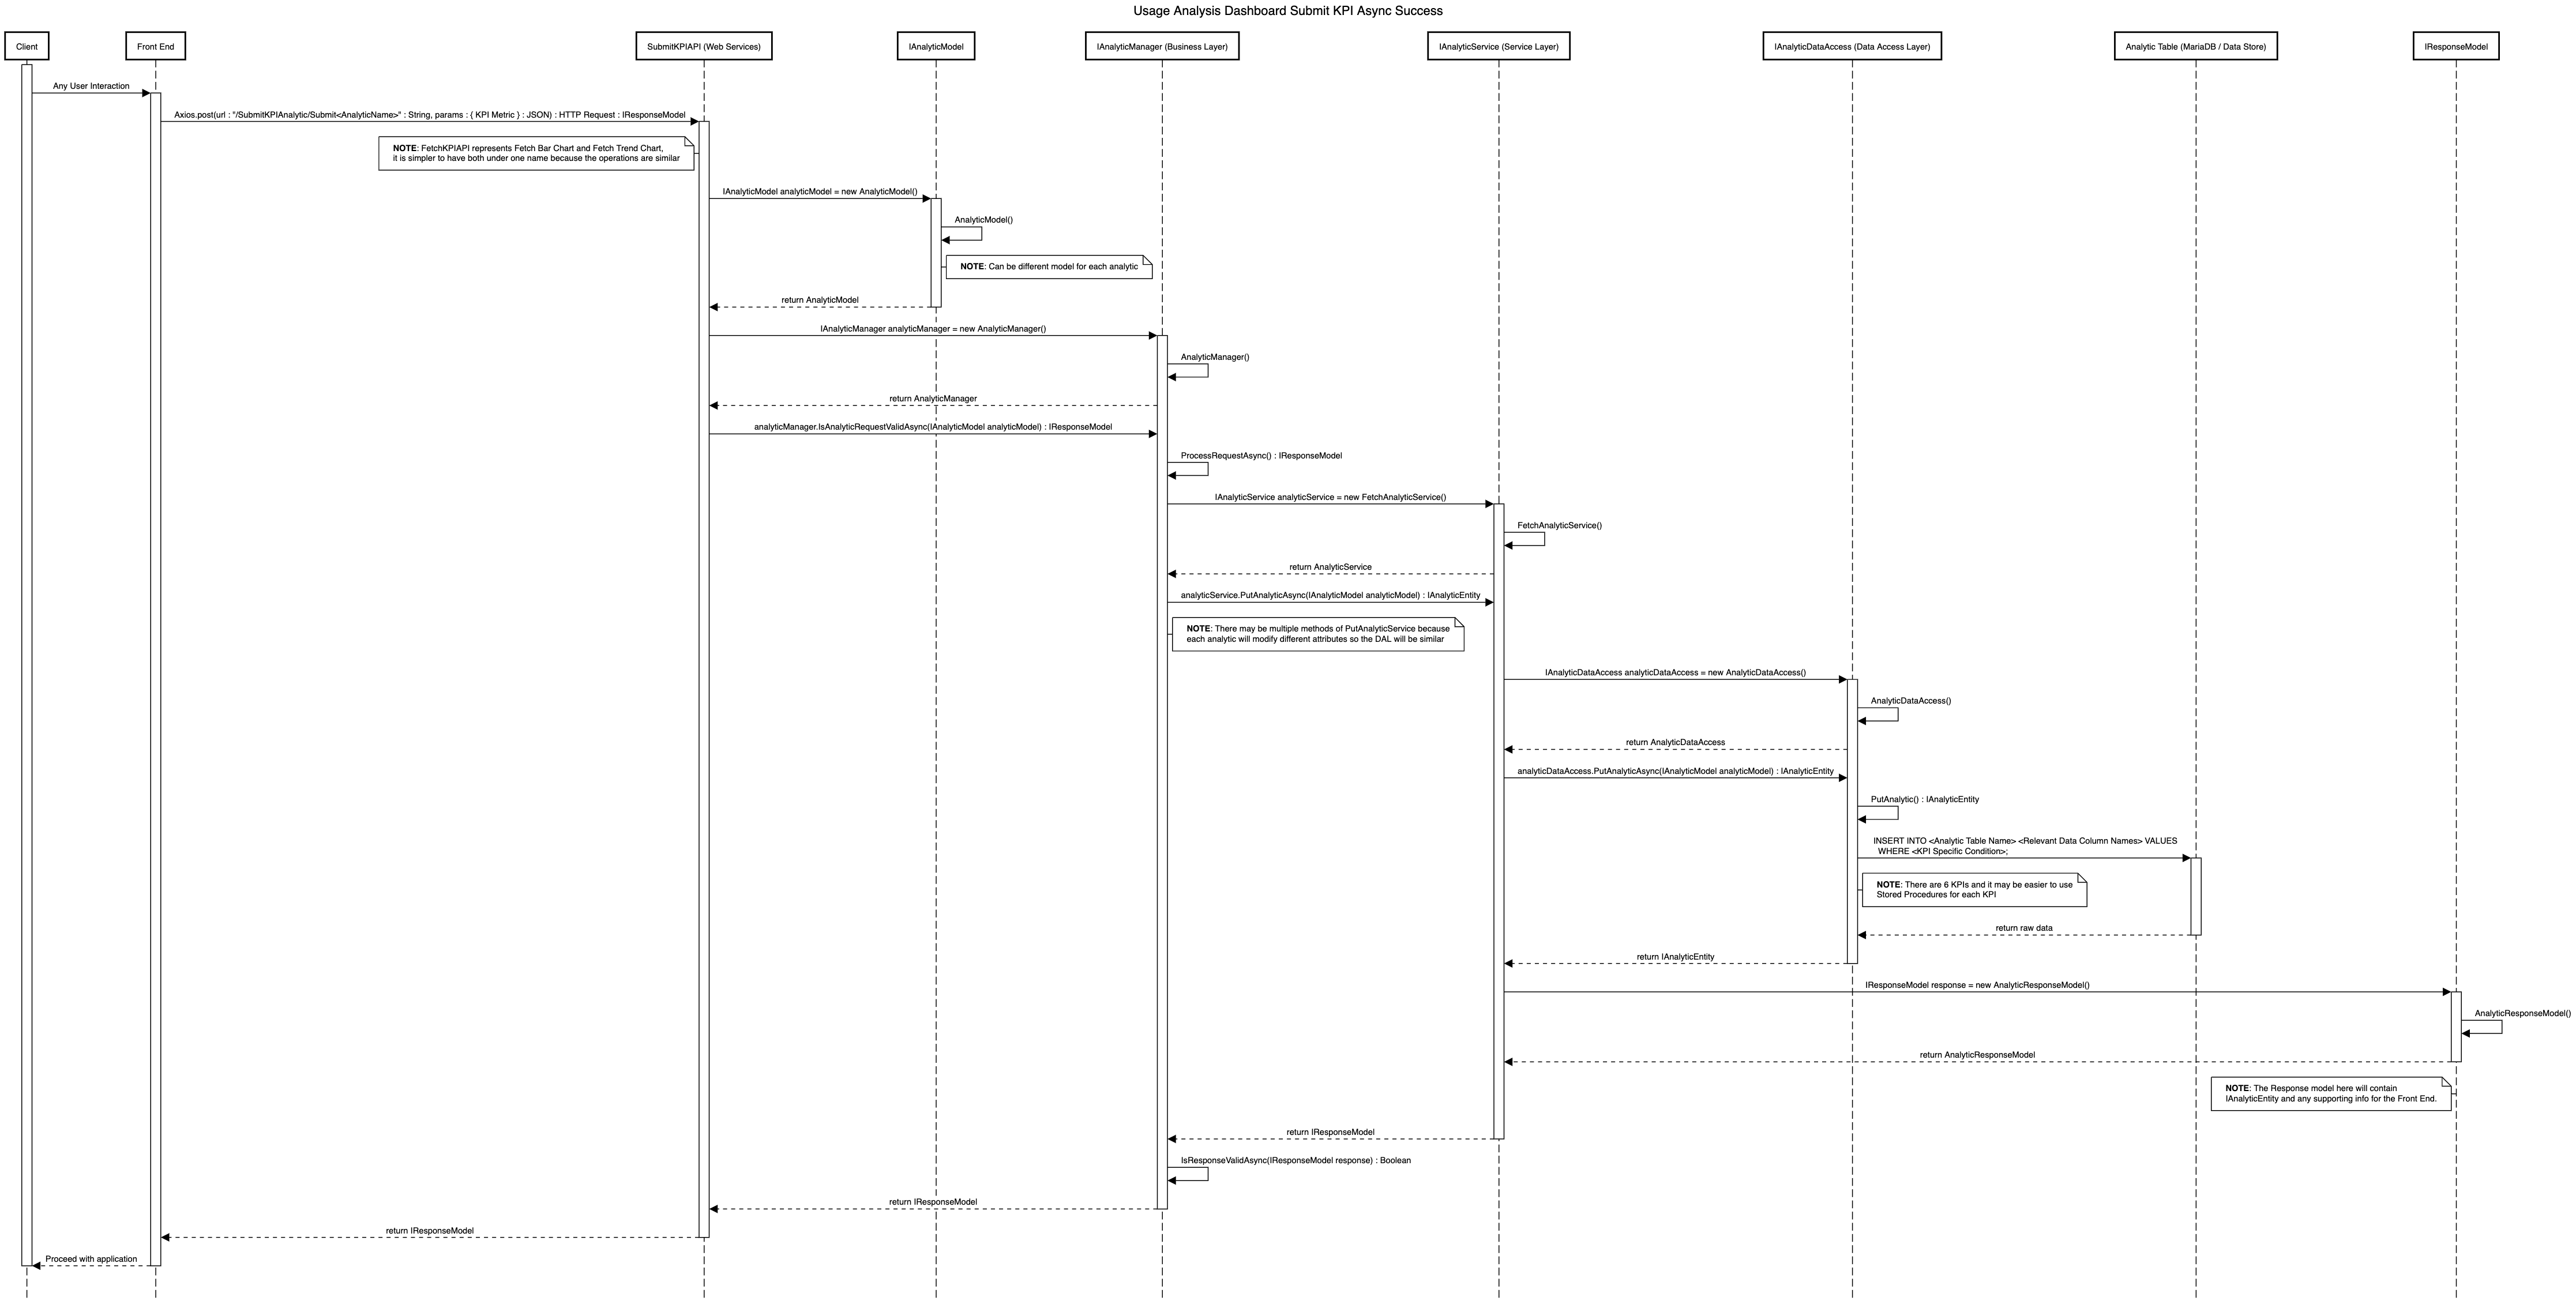 Usage Analysis Dashboard Submit KPI Async Success
Client
Front End
SubmitKPIAPI (Web Services)
IAnalyticModel
IAnalyticManager (Business Layer)
IAnalyticService (Service Layer)
IAnalyticDataAccess (Data Access Layer)
Analytic Table (MariaDB / Data Store)
IResponseModel
Any User Interaction
Axios.post(url : "/SubmitKPIAnalytic/Submit<AnalyticName>" : String, params : { KPI Metric } : JSON) : HTTP Request : IResponseModel
NOTE: FetchKPIAPI represents Fetch Bar Chart and Fetch Trend Chart,
it is simpler to have both under one name because the operations are similar
IAnalyticModel analyticModel = new AnalyticModel()
AnalyticModel()
NOTE: Can be different model for each analytic
return AnalyticModel
IAnalyticManager analyticManager = new AnalyticManager()
AnalyticManager()
return AnalyticManager
analyticManager.IsAnalyticRequestValidAsync(IAnalyticModel analyticModel) : IResponseModel
ProcessRequestAsync() : IResponseModel
IAnalyticService analyticService = new FetchAnalyticService()
FetchAnalyticService()
return AnalyticService
analyticService.PutAnalyticAsync(IAnalyticModel analyticModel) : IAnalyticEntity
NOTE: There may be multiple methods of PutAnalyticService because
each analytic will modify different attributes so the DAL will be similar
IAnalyticDataAccess analyticDataAccess = new AnalyticDataAccess()
AnalyticDataAccess()
return AnalyticDataAccess
analyticDataAccess.PutAnalyticAsync(IAnalyticModel analyticModel) : IAnalyticEntity
PutAnalytic() : IAnalyticEntity
INSERT INTO <Analytic Table Name> <Relevant Data Column Names> VALUES
WHERE <KPI Specific Condition>;
NOTE: There are 6 KPIs and it may be easier to use
Stored Procedures for each KPI
return raw data
return IAnalyticEntity
IResponseModel response = new AnalyticResponseModel()
AnalyticResponseModel()
return AnalyticResponseModel
NOTE: The Response model here will contain
IAnalyticEntity and any supporting info for the Front End.
return IResponseModel
IsResponseValidAsync(IResponseModel response) : Boolean
return IResponseModel
return IResponseModel
Proceed with application